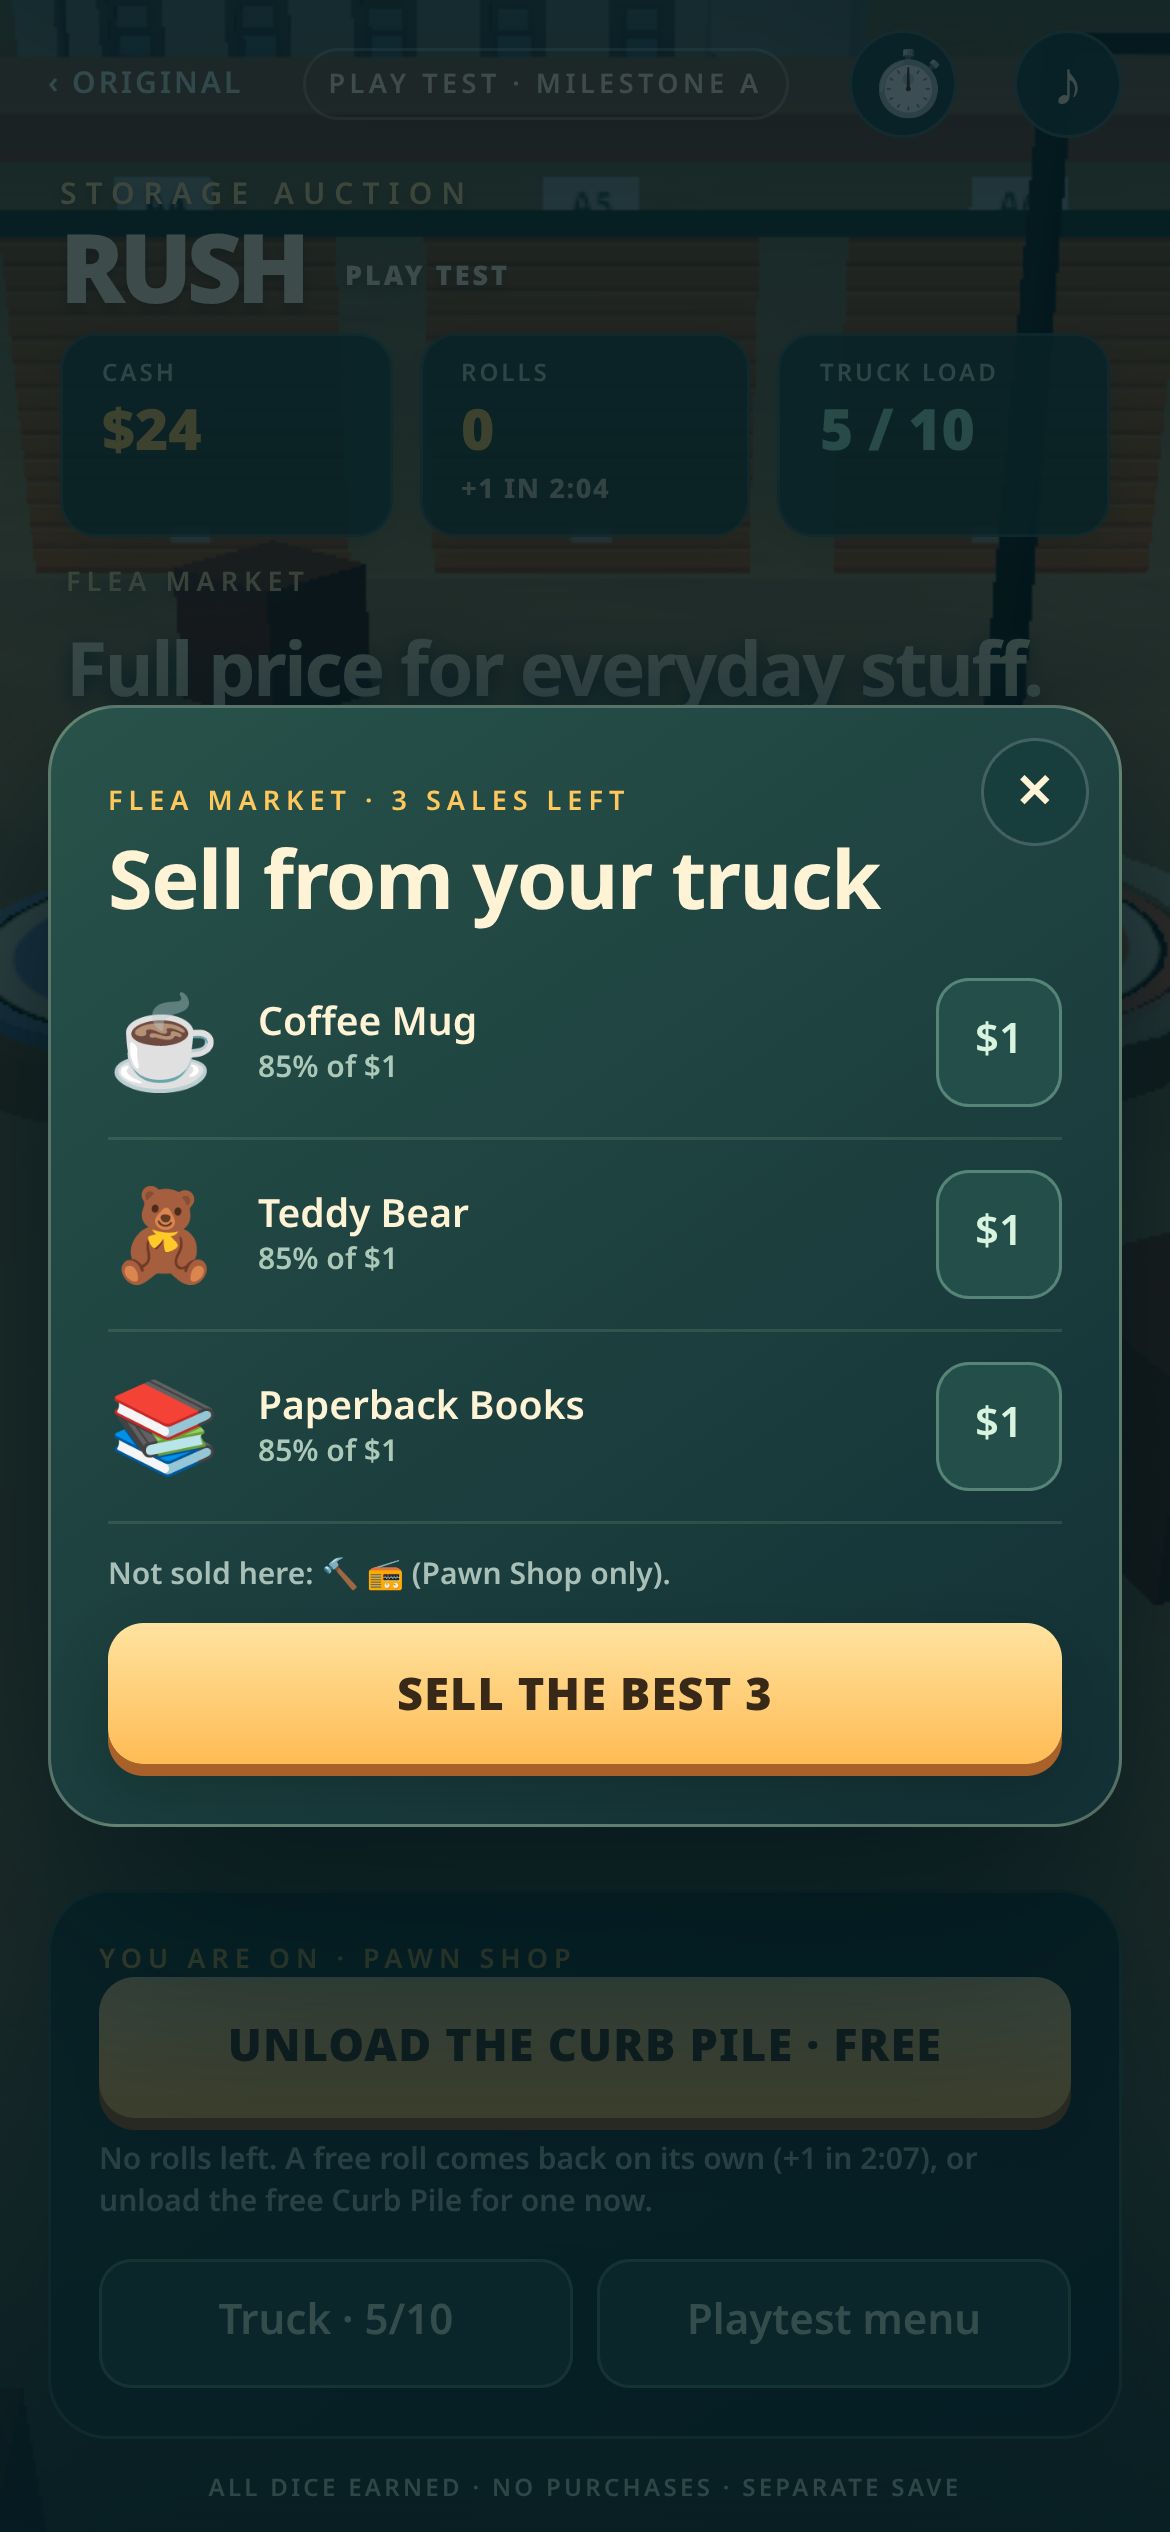 ‹ ORIGINAL
PLAY TEST · MILESTONE A
♪
STORAGE AUCTION
A5
RUSH PLAY TEST
CASH
$24
ROLLS
0
+1 IN 2:04
TRUCK LOAD
5 / 10
FLEA MARKET
Full price for everyday stuff.
FLEA MARKET · 3 SALES LEFT
✕
Sell from your truck
Coffee Mug
85% of $1
$1
Teddy Bear
85% of $1
$1
Paperback Books
85% of $1
$1
Not sold here: 🔨 📻 (Pawn Shop only).
SELL THE BEST 3
YOU ARE ON · PAWN SHOP
UNLOAD THE CURB PILE · FREE
No rolls left. A free roll comes back on its own (+1 in 2:07), or
unload the free Curb Pile for one now.
Truck · 5/10
Playtest menu
ALL DICE EARNED · NO PURCHASES · SEPARATE SAVE